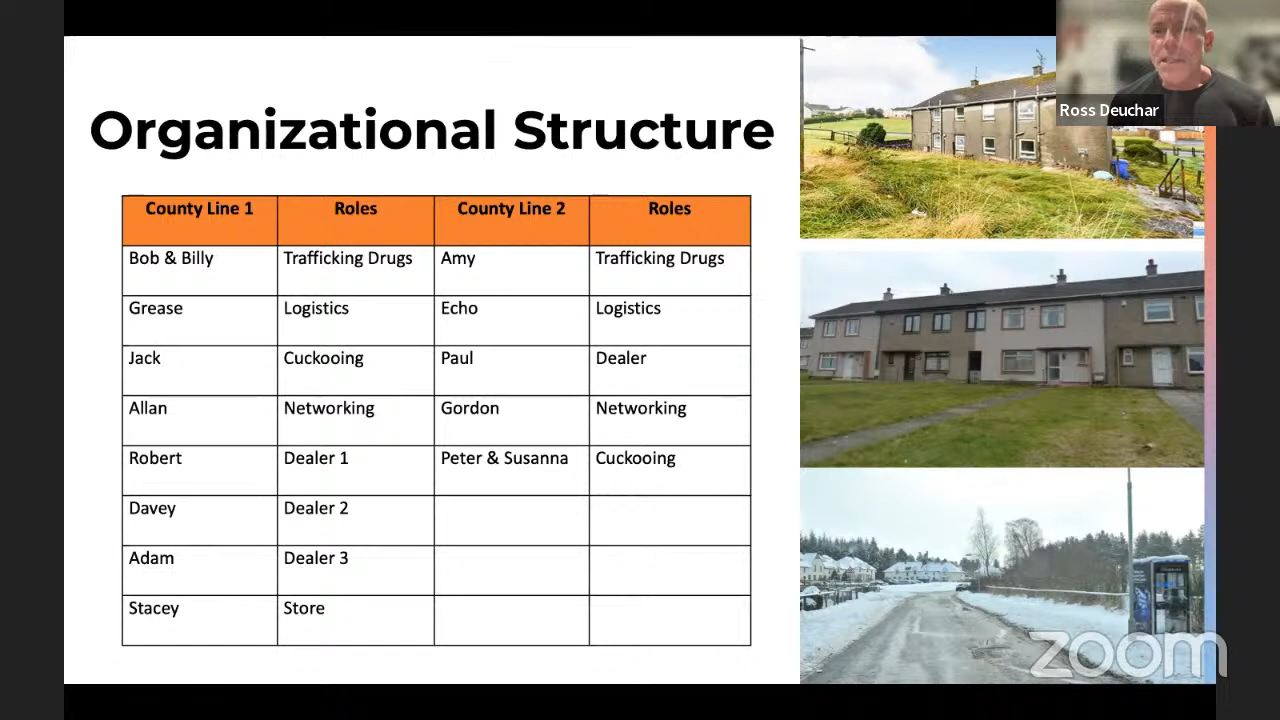 Ross Deuchar
Organizational Structure
County Line 1 Roles County Line 2 Roles
Bob & Billy Trafficking Drugs Amy Trafficking Drugs
Grease Logistics Echo Logistics
Jack Cuckooing Paul Dealer
Allan Networking Gordon Networking
Robert Dealer 1 Peter & Susanna Cuckooing
Davey Dealer 2
Adam Dealer 3
Stacey Store
zoom